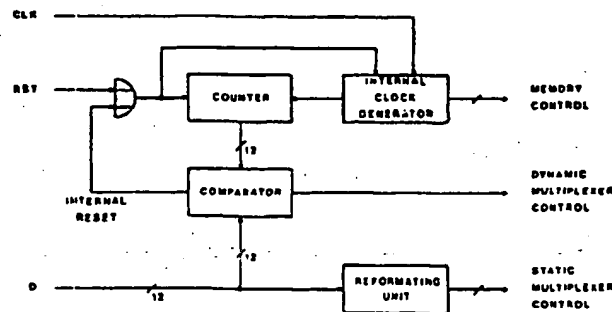 CLK
RST
COUNTER
INTERNAL
CLOCK
GENERATOR
MEMORY
CONTROL
12
COMPARATOR
INTERNAL
RESET
DYNAMIC
MULTIPLEXER
CONTROL
12
D
12
REFORMATING
UNIT
STATIC
MULTIPLEXER
CONTROL